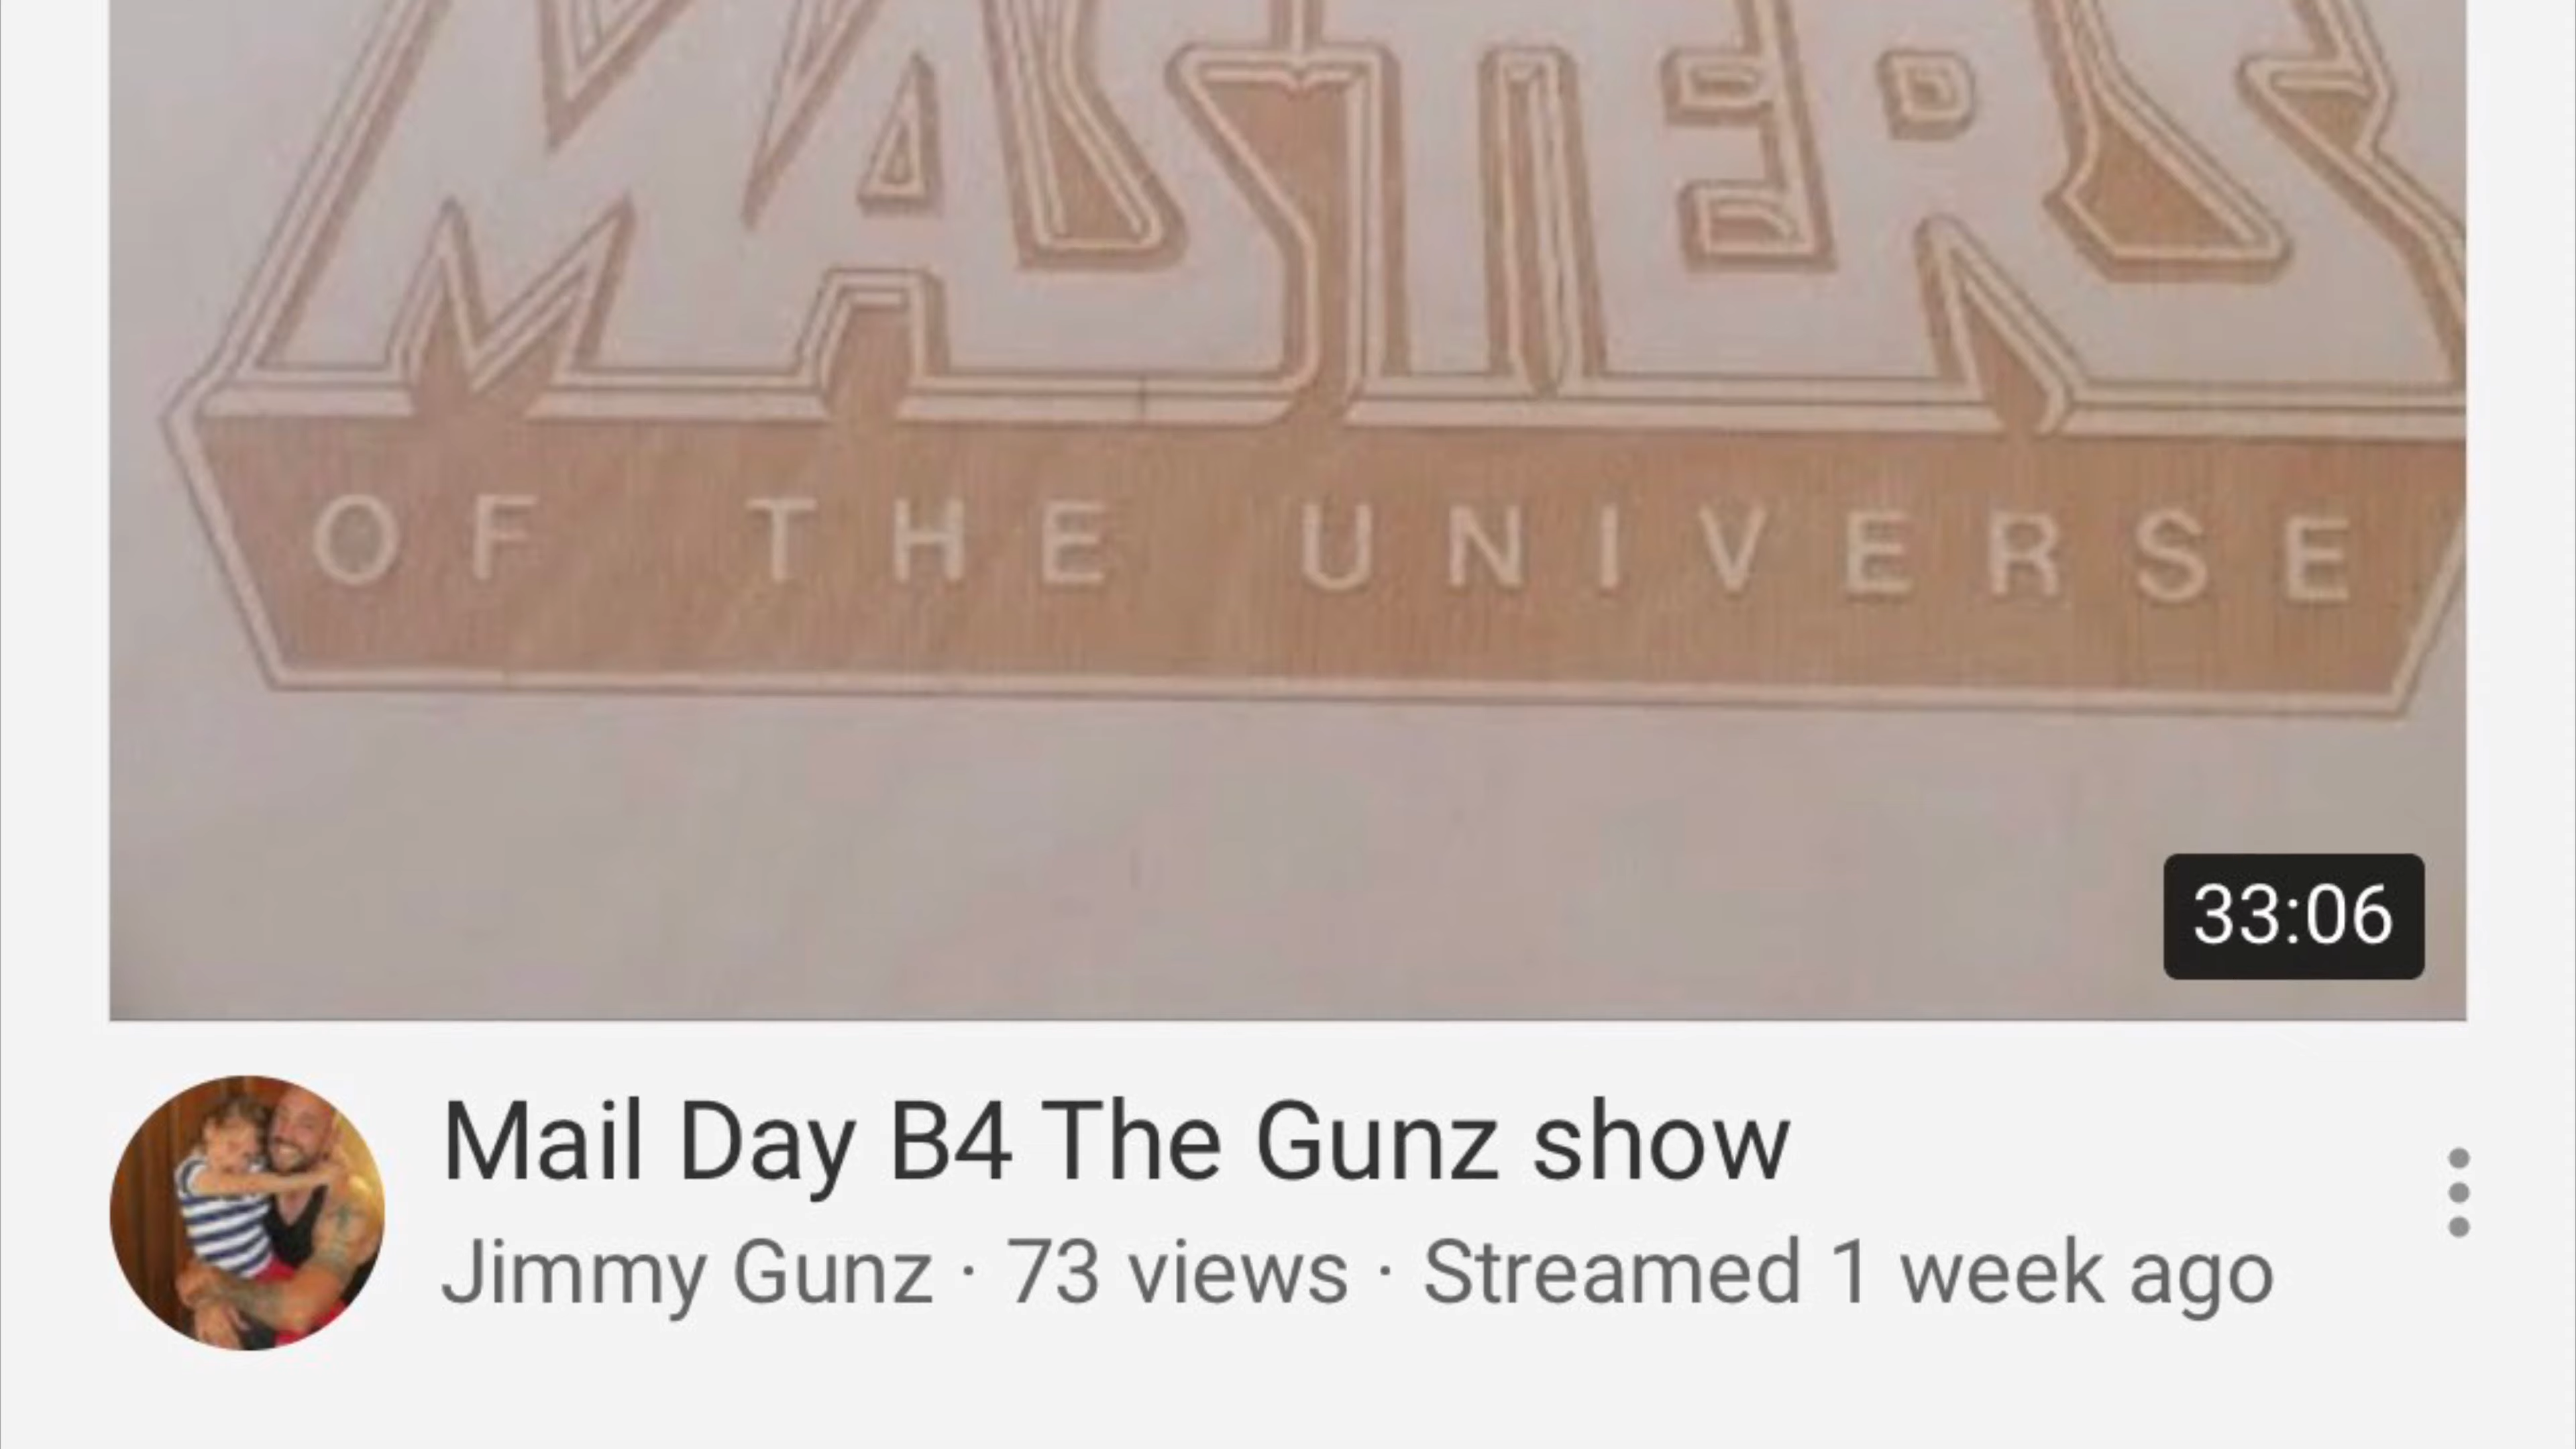 MASTERS
OF THE UNIVERSE
33:06
Mail Day B4 The Gunz show
Jimmy Gunz · 73 views · Streamed 1 week ago